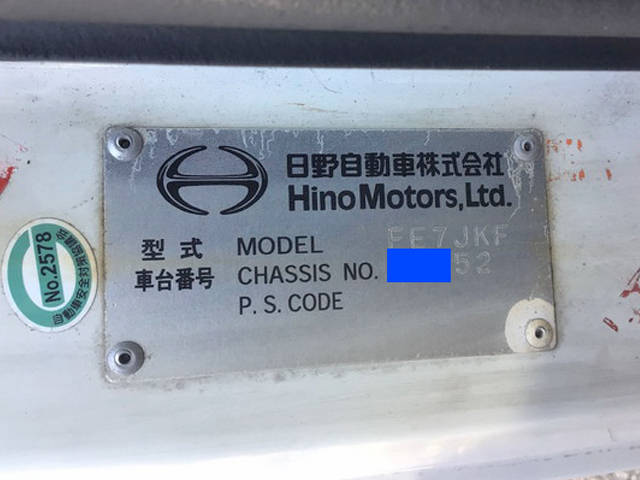 日野自動車株式会社
Hino Motors, Ltd.
型式 MODEL FE7JKF
車台番号 CHASSIS NO. 52
P.S.CODE
No.2578